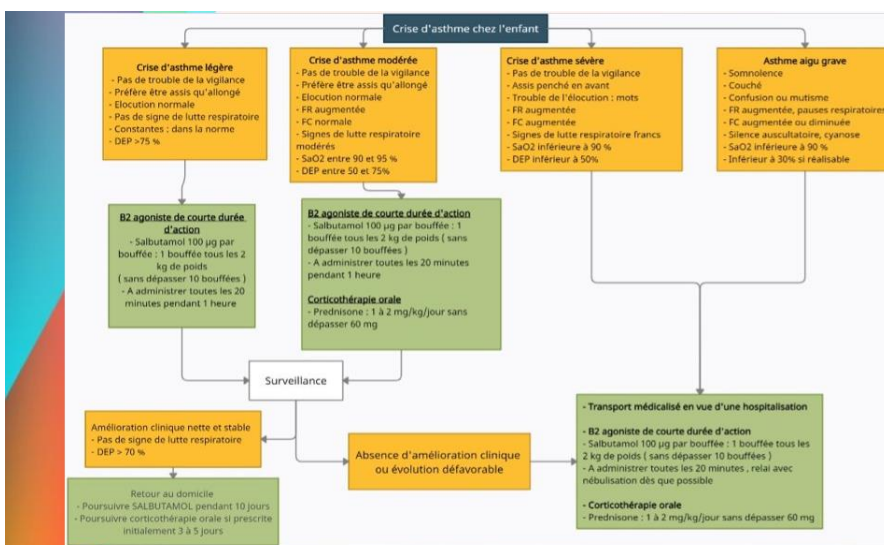 Crise d'asthme chez l'enfant
Crise d'asthme légère
- Pas de trouble de la vigilance
- Préfère être assis qu'allongé
- Elocution normale
- Pas de signe de lutte respiratoire
- Constantes : dans la norme
- DEP >75 %
Crise d'asthme modérée
- Pas de trouble de la vigilance
- Préfère être assis qu'allongé
- Elocution normale
- FR augmentée
- FC normale
- Signes de lutte respiratoire
modérés
- SaO2 entre 90 et 95 %
- DEP entre 50 et 75%
Crise d'asthme sévère
- Pas de trouble de la vigilance
- Assis penché en avant
- Trouble de l'élocution : mots
- FR augmentée
- FC augmentée
- Signes de lutte respiratoire francs
- SaO2 inférieure à 90 %
- DEP inférieur à 50%
Asthme aigu grave
- Somnolence
- Couché
- Confusion ou mutisme
- FR augmentée, pauses respiratoires
- FC augmentée ou diminuée
- Silence auscultatoire, cyanose
- SaO2 inférieure à 90 %
- Inférieur à 30% si réalisable
B2 agoniste de courte durée
d'action
- Salbutamol 100 µg par
bouffée : 1 bouffée tous les 2
kg de poids
( sans dépasser 10 bouffées )
- A administrer toutes les 20
minutes pendant 1 heure
B2 agoniste de courte durée d'action
- Salbutamol 100 µg par bouffée : 1
bouffée tous les 2 kg de poids ( sans
dépasser 10 bouffées )
- A administrer toutes les 20 minutes
pendant 1 heure
Corticothérapie orale
- Prednisone : 1 à 2 mg/kg/jour sans
dépasser 60 mg
Surveillance
Amélioration clinique nette et stable
- Pas de signe de lutte respiratoire
- DEP > 70 %
Absence d'amélioration clinique
ou évolution défavorable
- Transport médicalisé en vue d'une hospitalisation
- B2 agoniste de courte durée d'action
- Salbutamol 100 µg par bouffée : 1 bouffée tous les
2 kg de poids ( sans dépasser 10 bouffées )
- A administrer toutes les 20 minutes , relai avec
nébulisation dès que possible
- Corticothérapie orale
- Prednisone : 1 à 2 mg/kg/jour sans dépasser 60 mg
Retour au domicile
- Poursuivre SALBUTAMOL pendant 10 jours
- Poursuivre corticothérapie orale si prescrite
initialement 3 à 5 jours